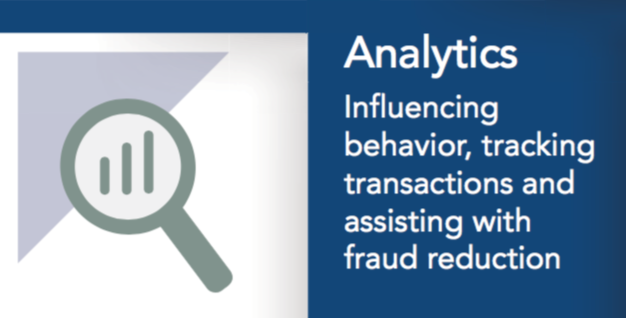 Analytics
Influencing
behavior, tracking
transactions and
assisting with
fraud reduction